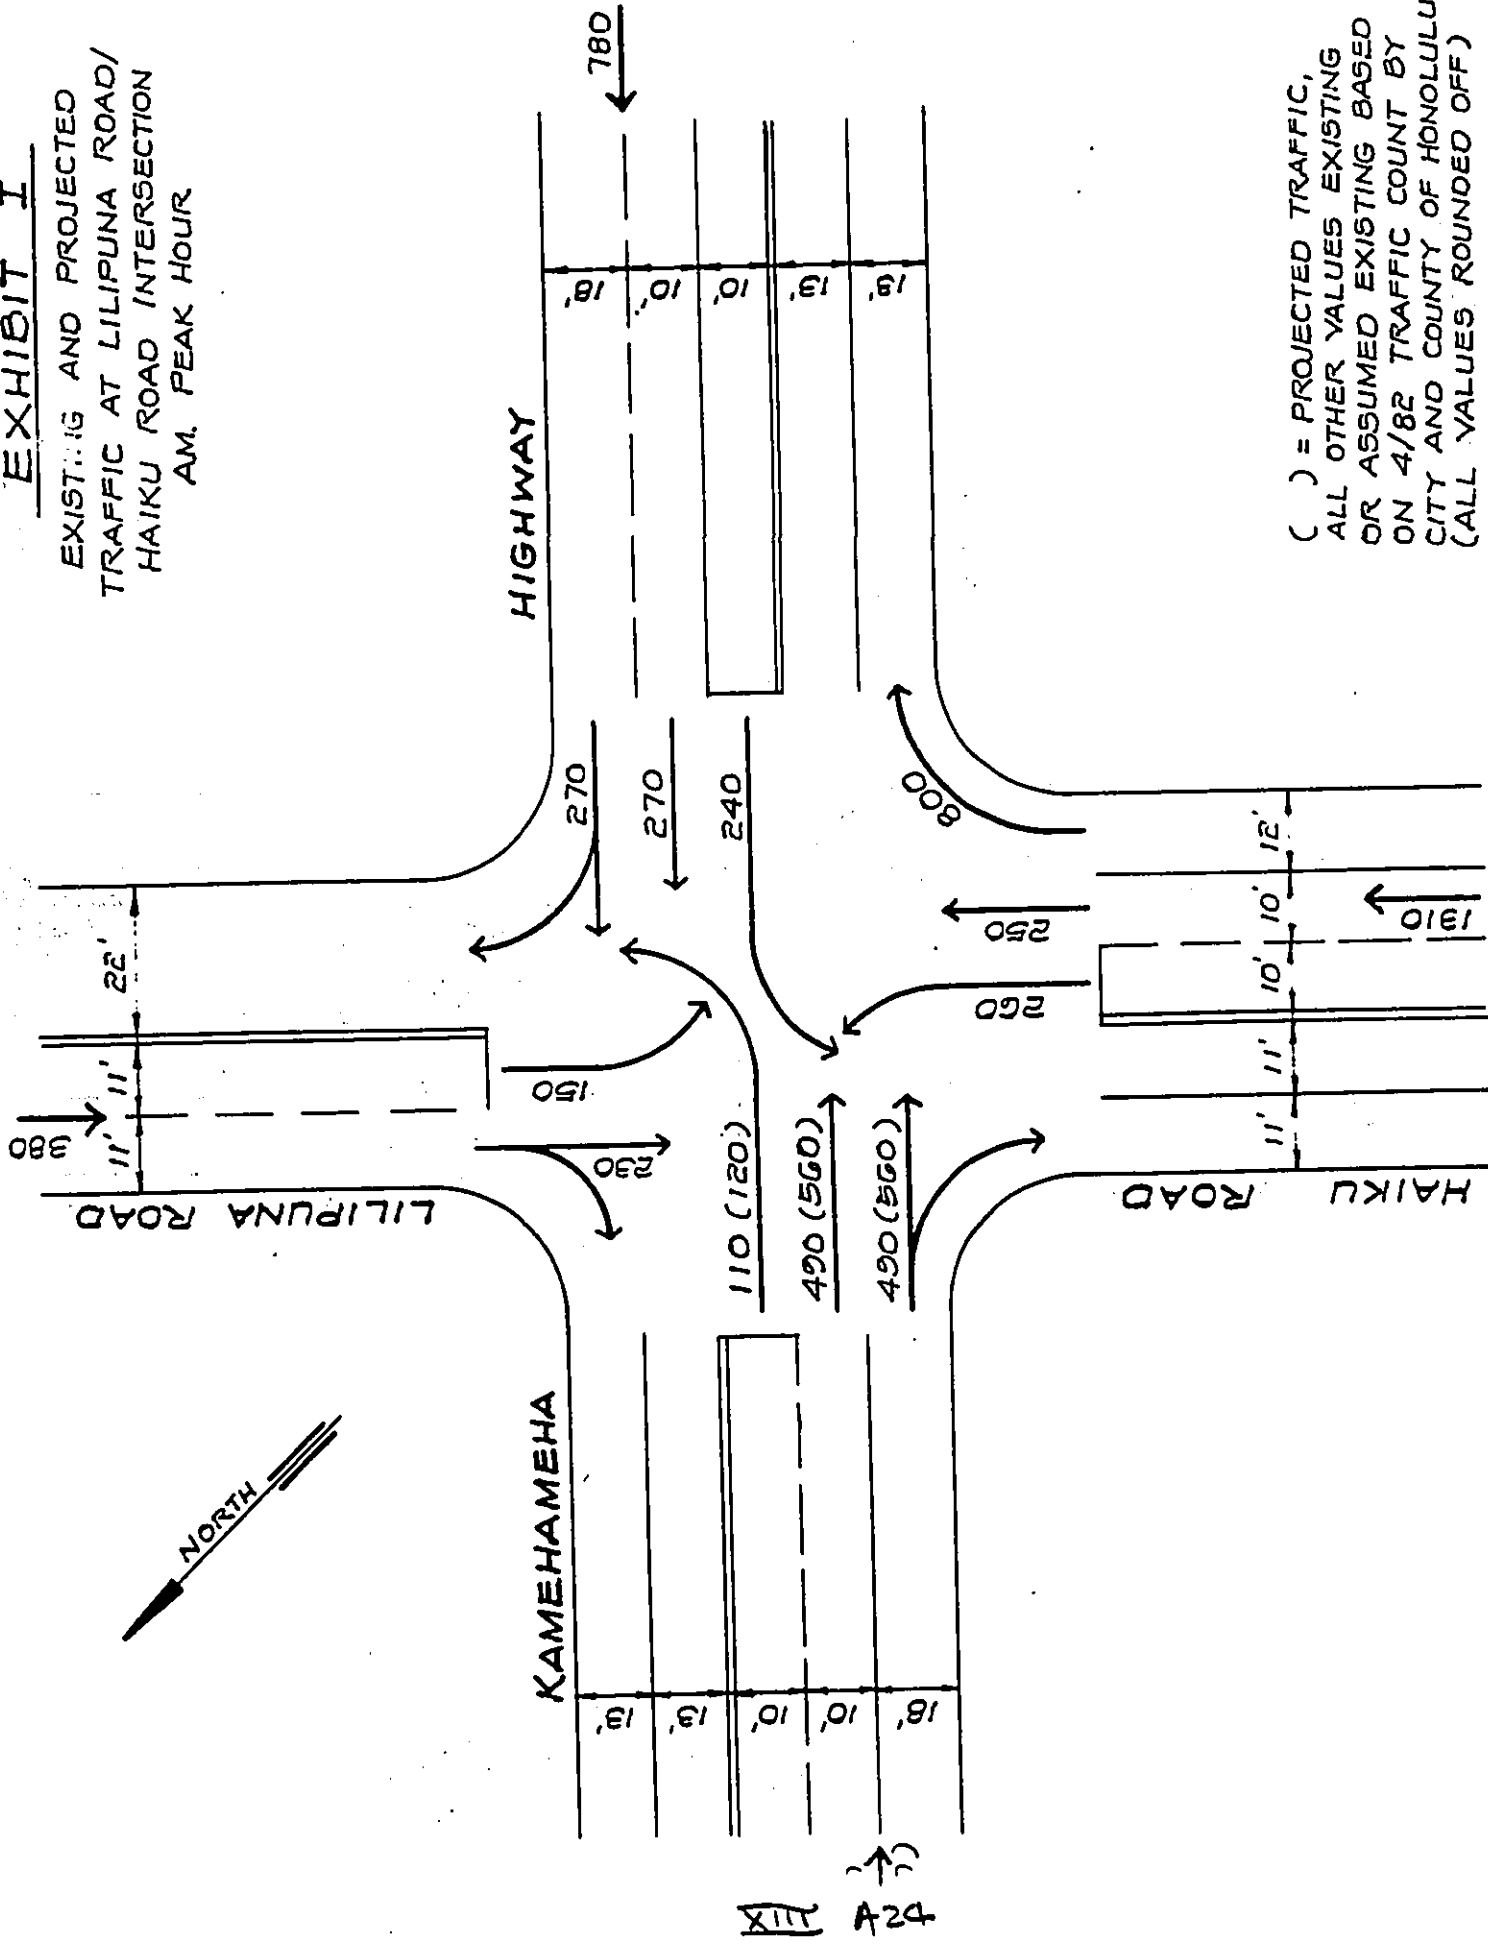 EXHIBIT I
EXISTING AND PROJECTED
TRAFFIC AT LILIPUNA ROAD/
HAIKU ROAD INTERSECTION
AM. PEAK HOUR
780
HIGHWAY
18'
10'
10'
13'
13'
270
270
240
800
22'
11'
11'
380
150
230
LILIPUNA ROAD
12'
10'
10'
11'
11'
250
260
1310
HAIKU ROAD
110 (120)
490 (560)
490 (560)
NORTH
KAMEHAMEHA
13'
13'
10'
10'
18'
( ) = PROJECTED TRAFFIC,
ALL OTHER VALUES EXISTING
OR ASSUMED EXISTING BASED
ON 4/82 TRAFFIC COUNT BY
CITY AND COUNTY OF HONOLULU
(ALL VALUES ROUNDED OFF)
XIII A24